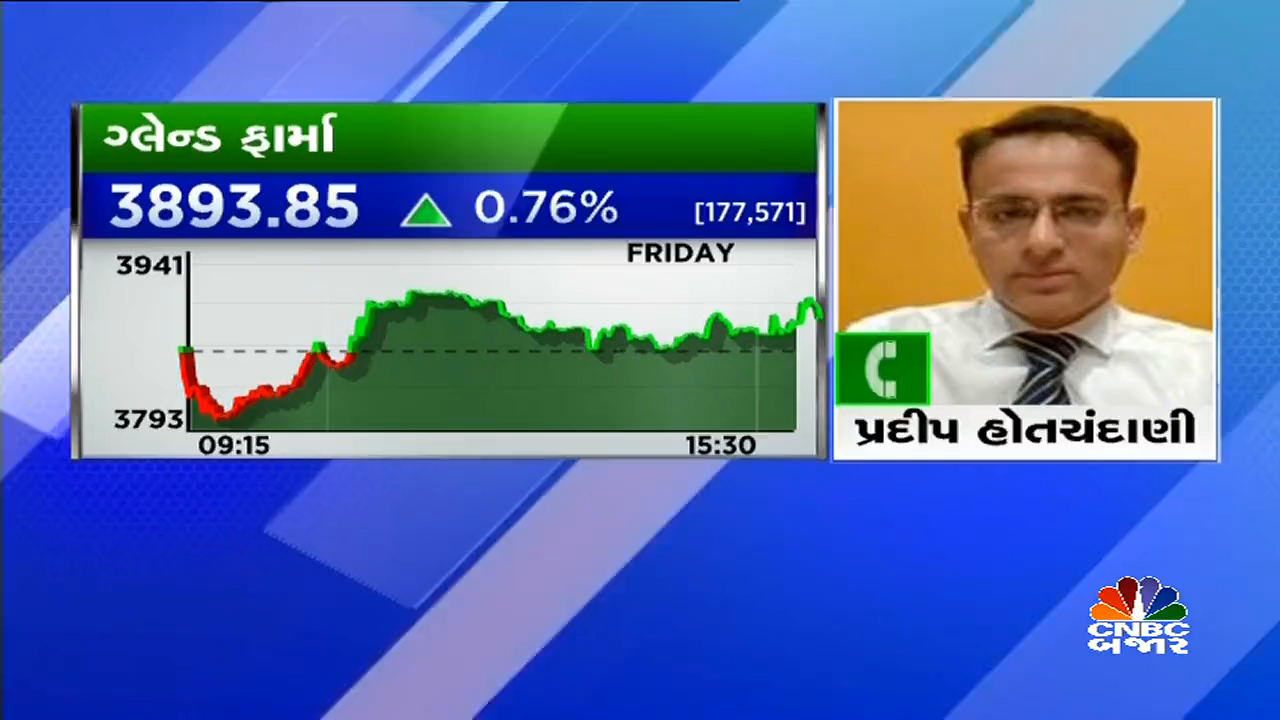 ગ્લેન્ડ ફાર્મા
3893.85 0.76% [177,571]
FRIDAY
3941
3793
09:15 15:30
પ્રદીપ હોતચંદાણી
CNBC
બજાર